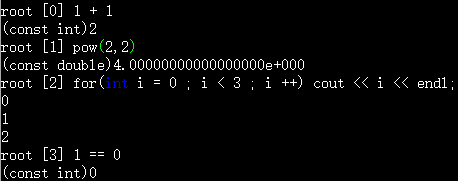 root [0] 1 + 1
(const int)2
root [1] pow(2,2)
(const double)4.00000000000000000e+000
root [2] for(int i = 0 ; i < 3 ; i ++) cout << i << endl;
0
1
2
root [3] 1 == 0
(const int)0